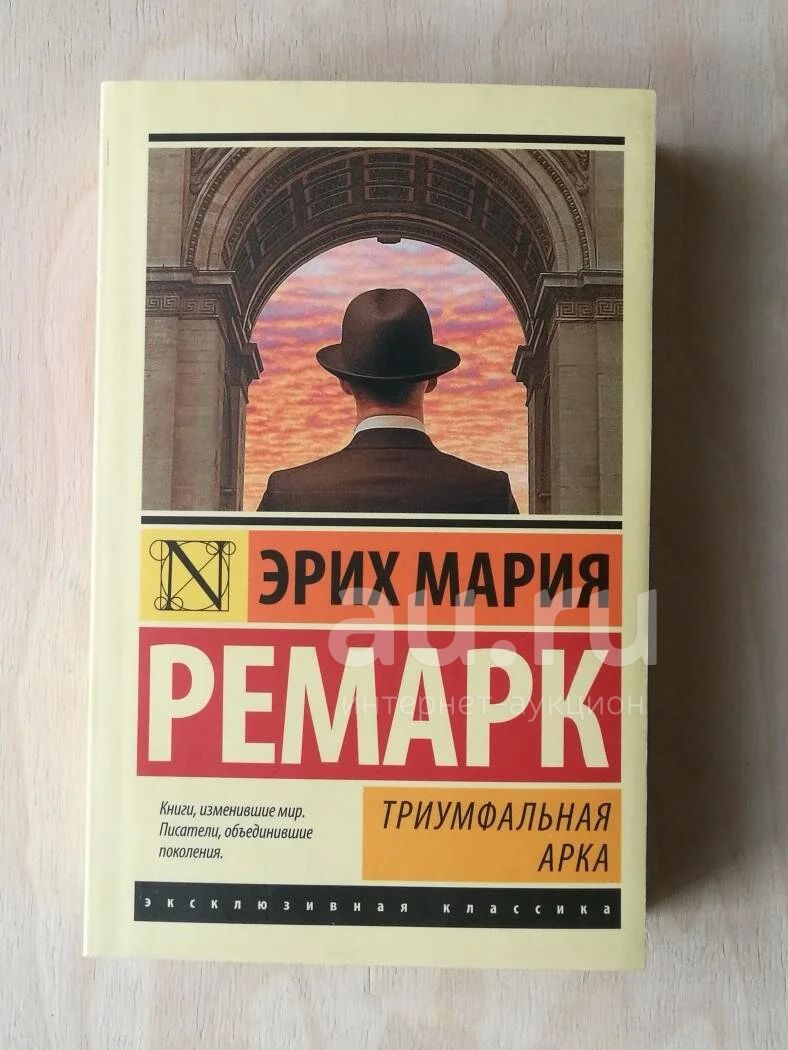 N
ЭРИХ МАРИЯ
РЕМАРК
au.ru
интернет-аукцион
Книги, изменившие мир.
Писатели, объединившие
поколения.
ТРИУМФАЛЬНАЯ
АРКА
эксклюзивная классика